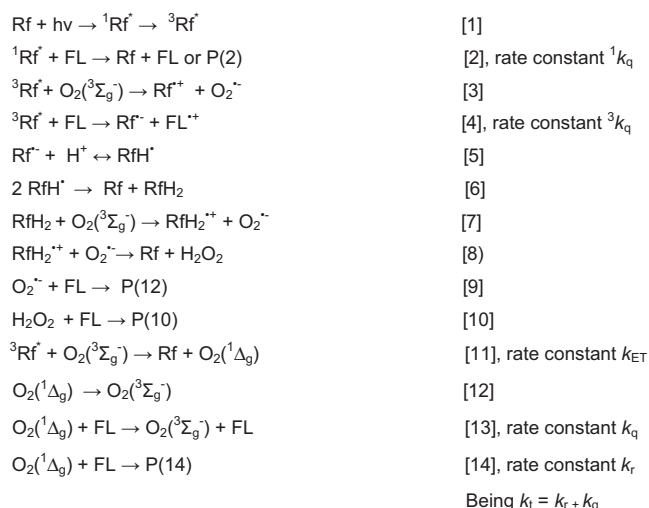 Rf + hν → ¹Rf* → ³Rf* [1]
¹Rf* + FL → Rf + FL or P(2) [2], rate constant ¹kq
³Rf* + O₂(³Σg⁻) → Rf•⁺ + O₂•⁻ [3]
³Rf* + FL → Rf•⁻ + FL•⁺ [4], rate constant ³kq
Rf•⁻ + H⁺ ↔ RfH• [5]
2 RfH• → Rf + RfH₂ [6]
RfH₂ + O₂(³Σg⁻) → RfH₂•⁺ + O₂•⁻ [7]
RfH₂•⁺ + O₂•⁻ → Rf + H₂O₂ [8)
O₂•⁻ + FL → P(12) [9]
H₂O₂ + FL → P(10) [10]
³Rf* + O₂(³Σg⁻) → Rf + O₂(¹Δg) [11], rate constant kET
O₂(¹Δg) → O₂(³Σg⁻) [12]
O₂(¹Δg) + FL → O₂(³Σg⁻) + FL [13], rate constant kq
O₂(¹Δg) + FL → P(14) [14], rate constant kr
Being kt = kr + kq